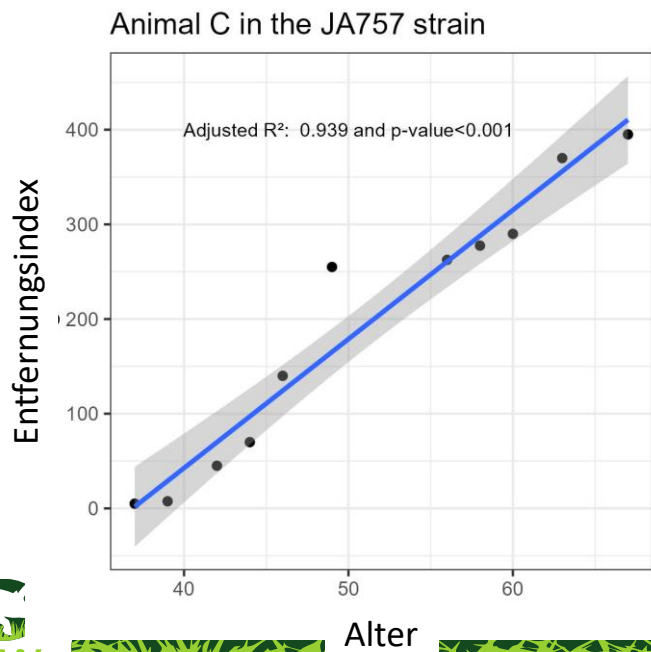 Animal C in the JA757 strain
Adjusted R²: 0.939 and p-value<0.001
Entfernungsindex
400
300
200
100
0
40 50 60
Alter